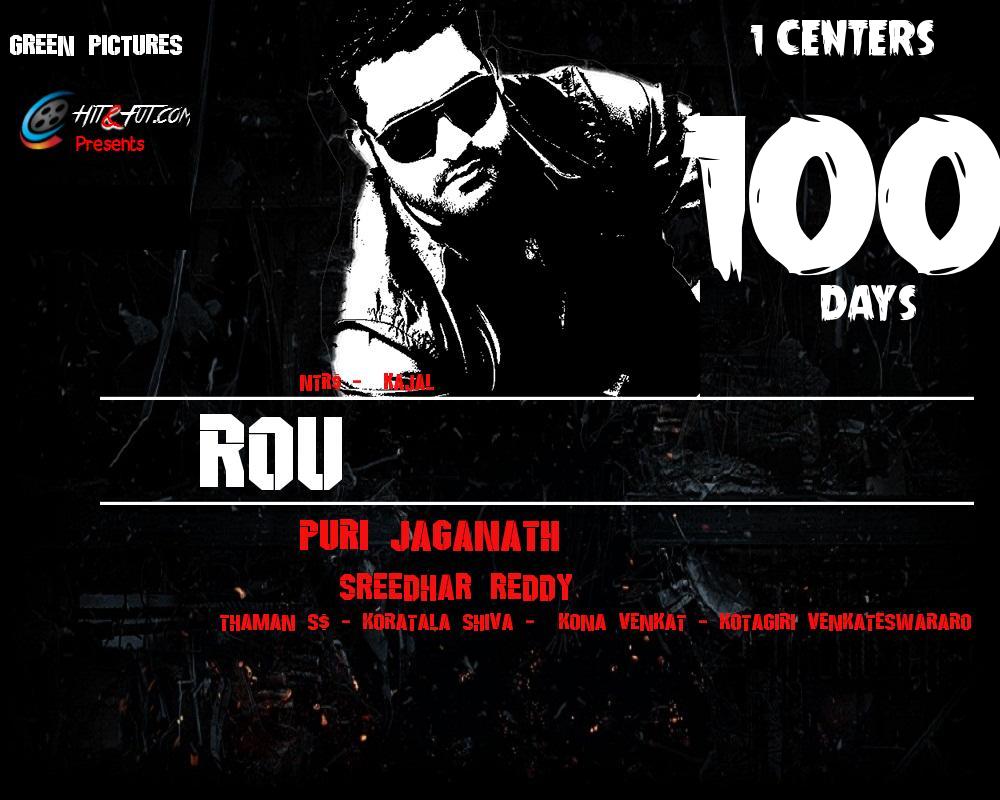 GREEN PICTURES
HIT&FUT.COM
Presents
1 CENTERS
100
DAYS
NTRS - KAJAL
ROU
PURI JAGANATH
SREEDHAR REDDY
THAMAN S$ - KORATALA SHIVA - KONA VENKAT - KOTAGIRI VENKATESWARARO